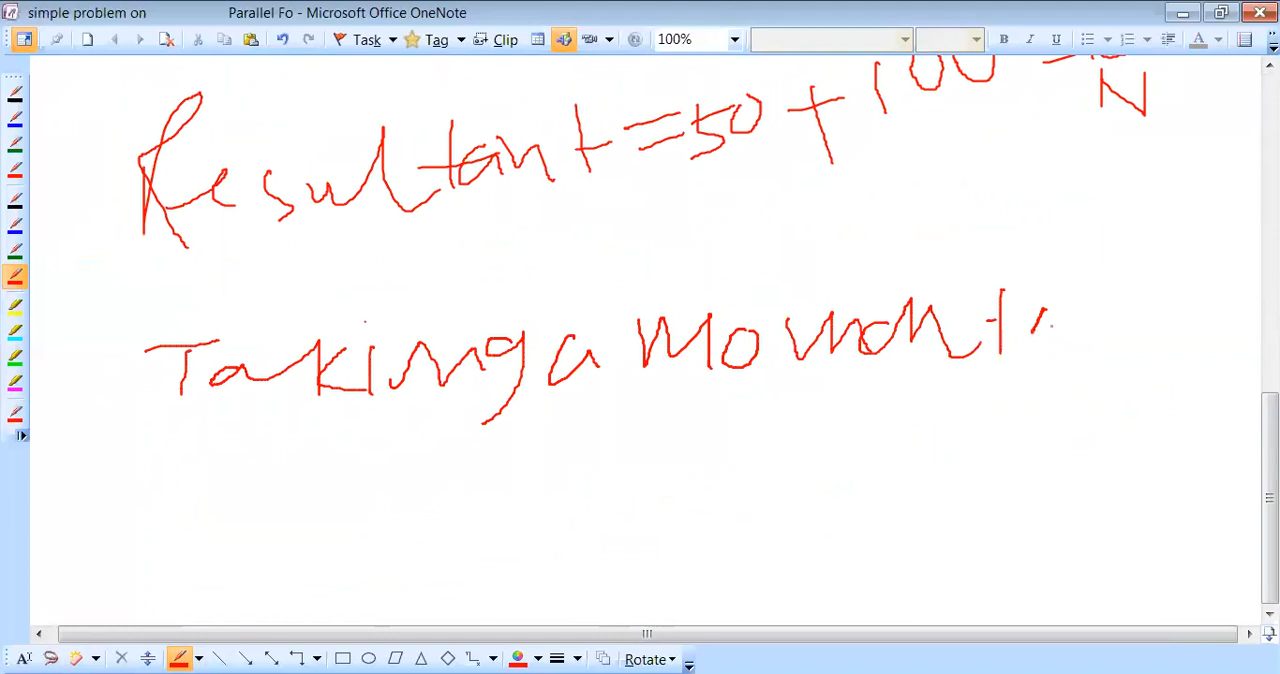 simple problem on Parallel Fo - Microsoft Office OneNote
Task Tag Clip 100% B I U A
Resultant = 50 + 100
N
Taking a Moment
A Rotate